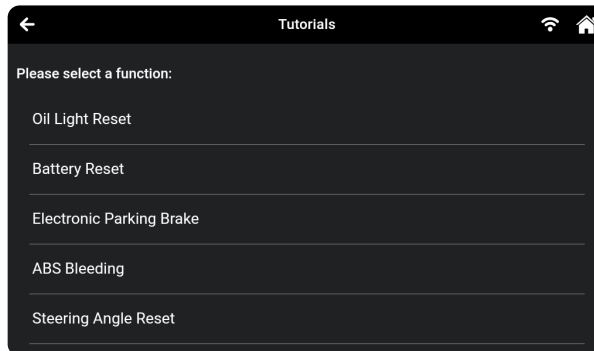 Tutorials
Please select a function:
Oil Light Reset
Battery Reset
Electronic Parking Brake
ABS Bleeding
Steering Angle Reset